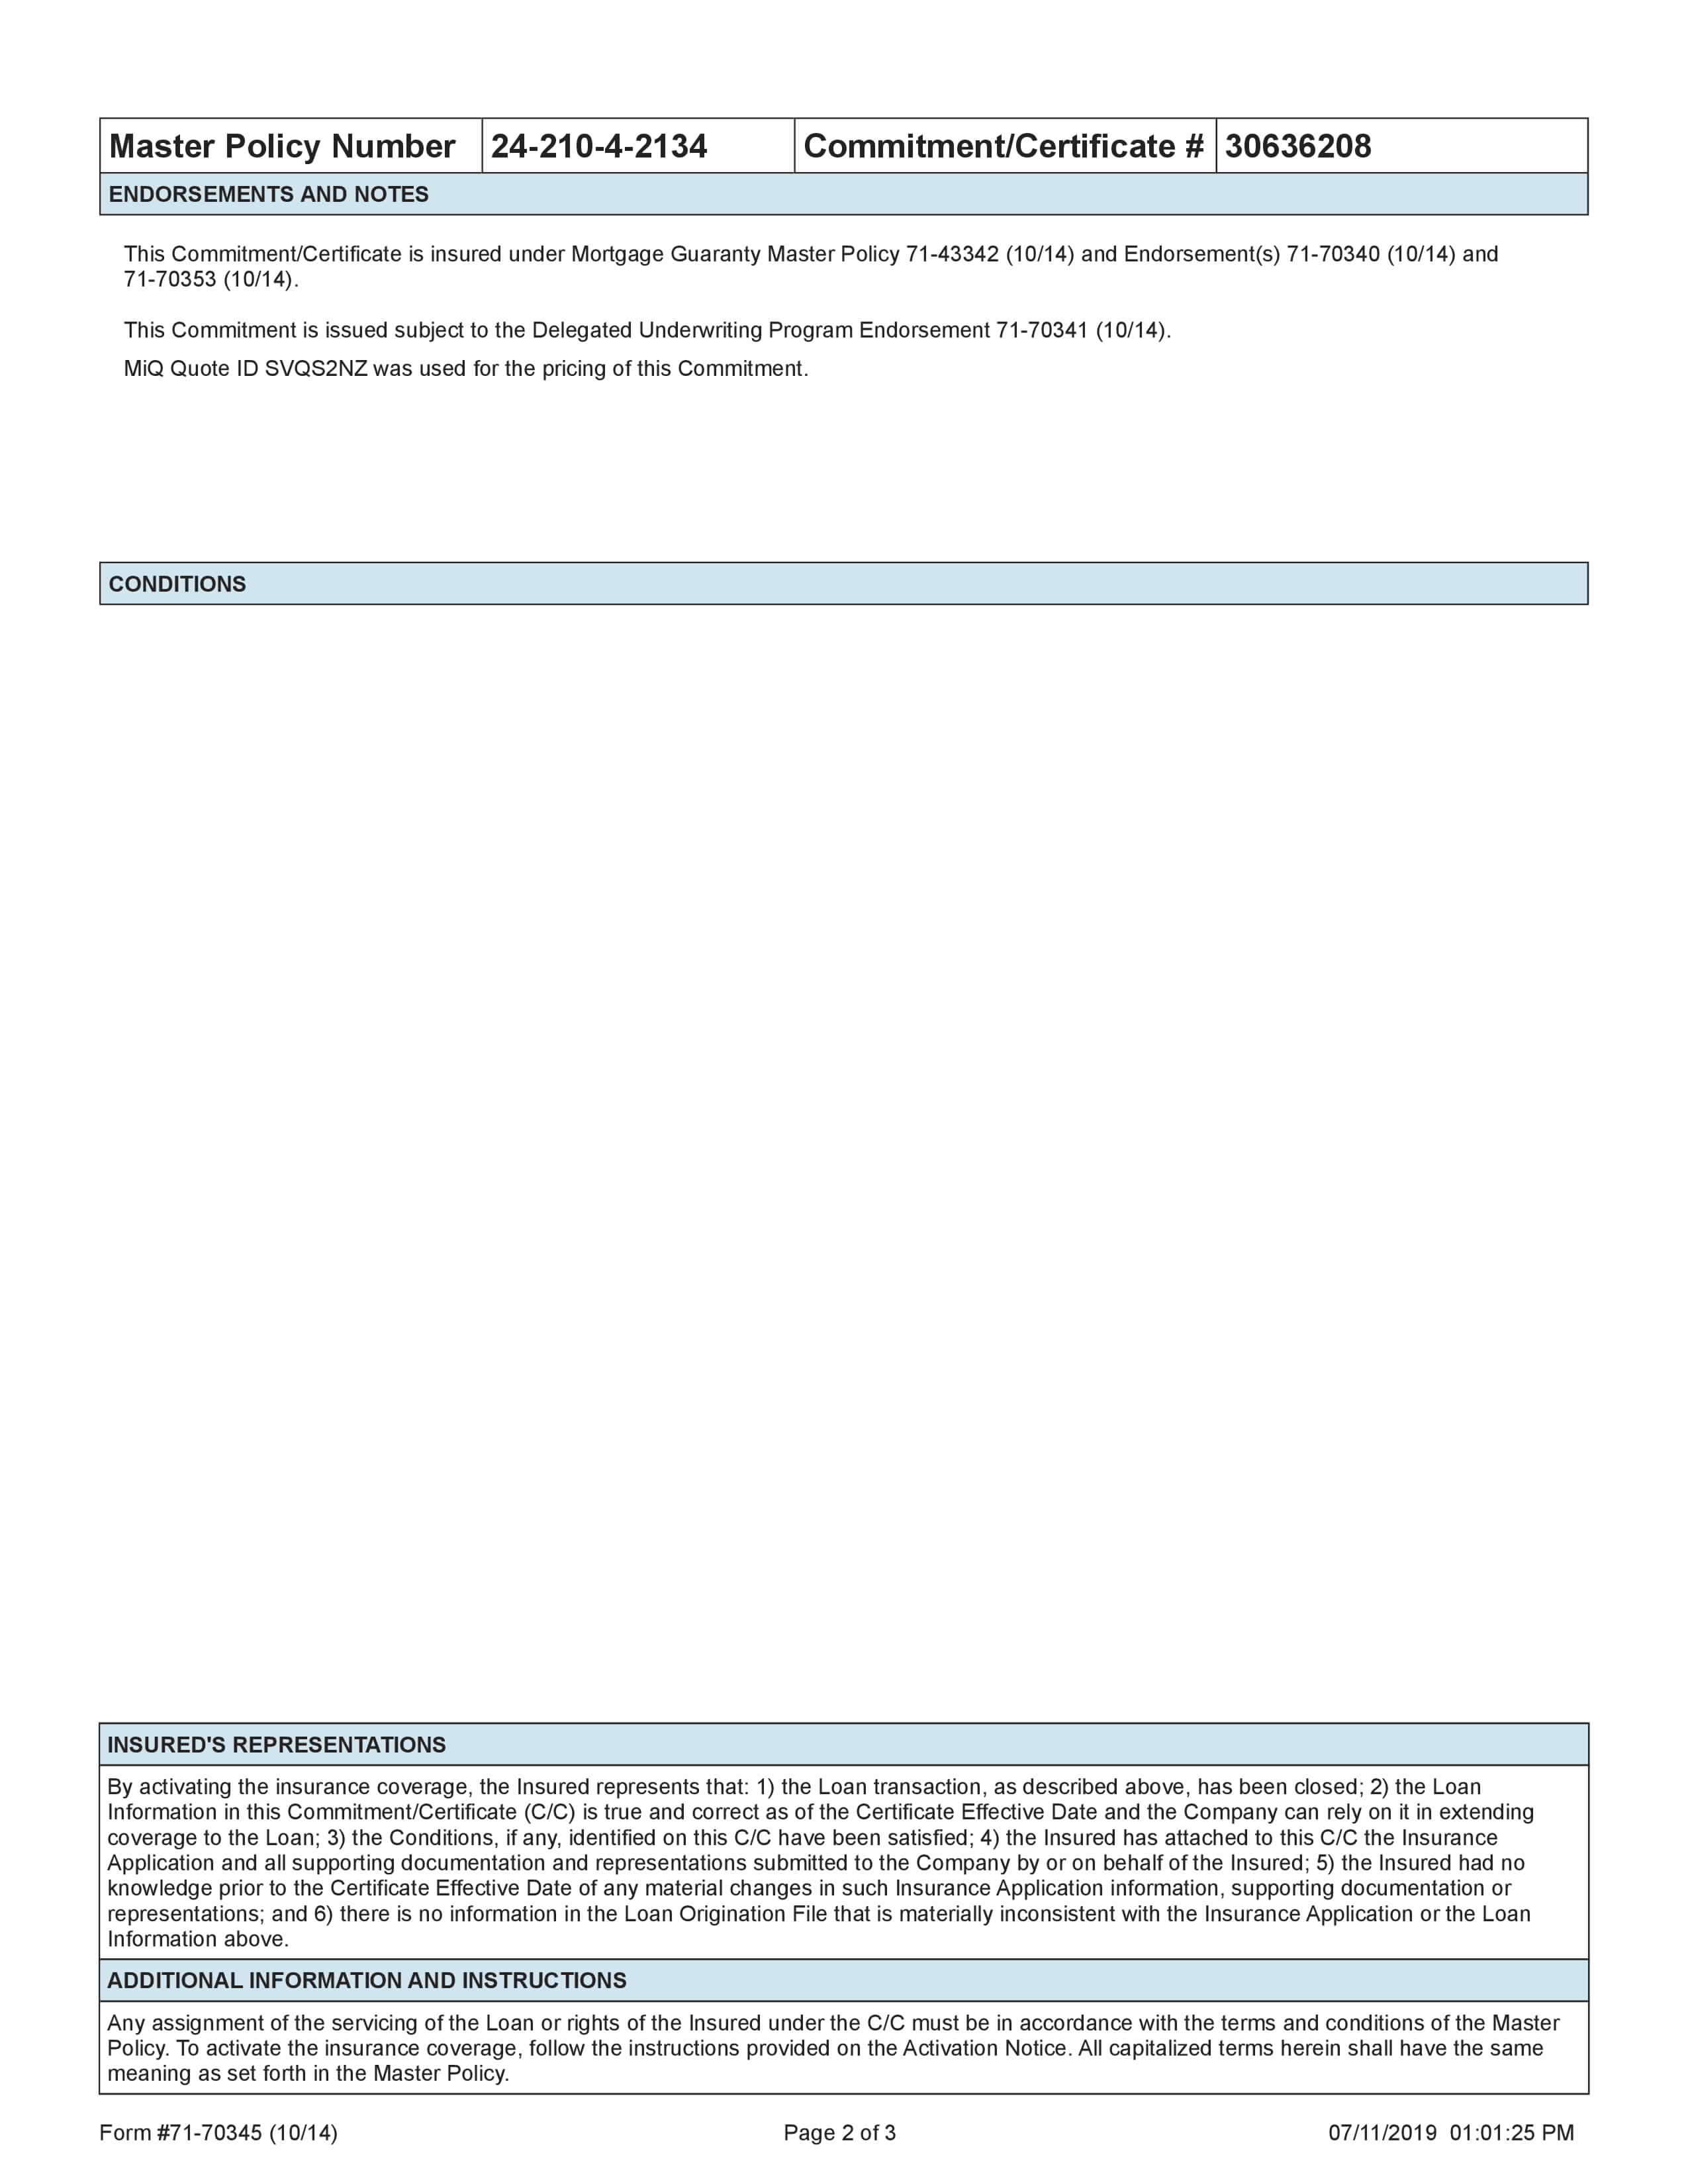 Master Policy Number 24-210-4-2134 Commitment/Certificate # 30636208
ENDORSEMENTS AND NOTES
This Commitment/Certificate is insured under Mortgage Guaranty Master Policy 71-43342 (10/14) and Endorsement(s) 71-70340 (10/14) and
71-70353 (10/14).
This Commitment is issued subject to the Delegated Underwriting Program Endorsement 71-70341 (10/14).
MiQ Quote ID SVQS2NZ was used for the pricing of this Commitment.
CONDITIONS
INSURED'S REPRESENTATIONS
By activating the insurance coverage, the Insured represents that: 1) the Loan transaction, as described above, has been closed; 2) the Loan
Information in this Commitment/Certificate (C/C) is true and correct as of the Certificate Effective Date and the Company can rely on it in extending
coverage to the Loan; 3) the Conditions, if any, identified on this C/C have been satisfied; 4) the Insured has attached to this C/C the Insurance
Application and all supporting documentation and representations submitted to the Company by or on behalf of the Insured; 5) the Insured had no
knowledge prior to the Certificate Effective Date of any material changes in such Insurance Application information, supporting documentation or
representations; and 6) there is no information in the Loan Origination File that is materially inconsistent with the Insurance Application or the Loan
Information above.
ADDITIONAL INFORMATION AND INSTRUCTIONS
Any assignment of the servicing of the Loan or rights of the Insured under the C/C must be in accordance with the terms and conditions of the Master
Policy. To activate the insurance coverage, follow the instructions provided on the Activation Notice. All capitalized terms herein shall have the same
meaning as set forth in the Master Policy.
Form #71-70345 (10/14) Page 2 of 3 07/11/2019 01:01:25 PM